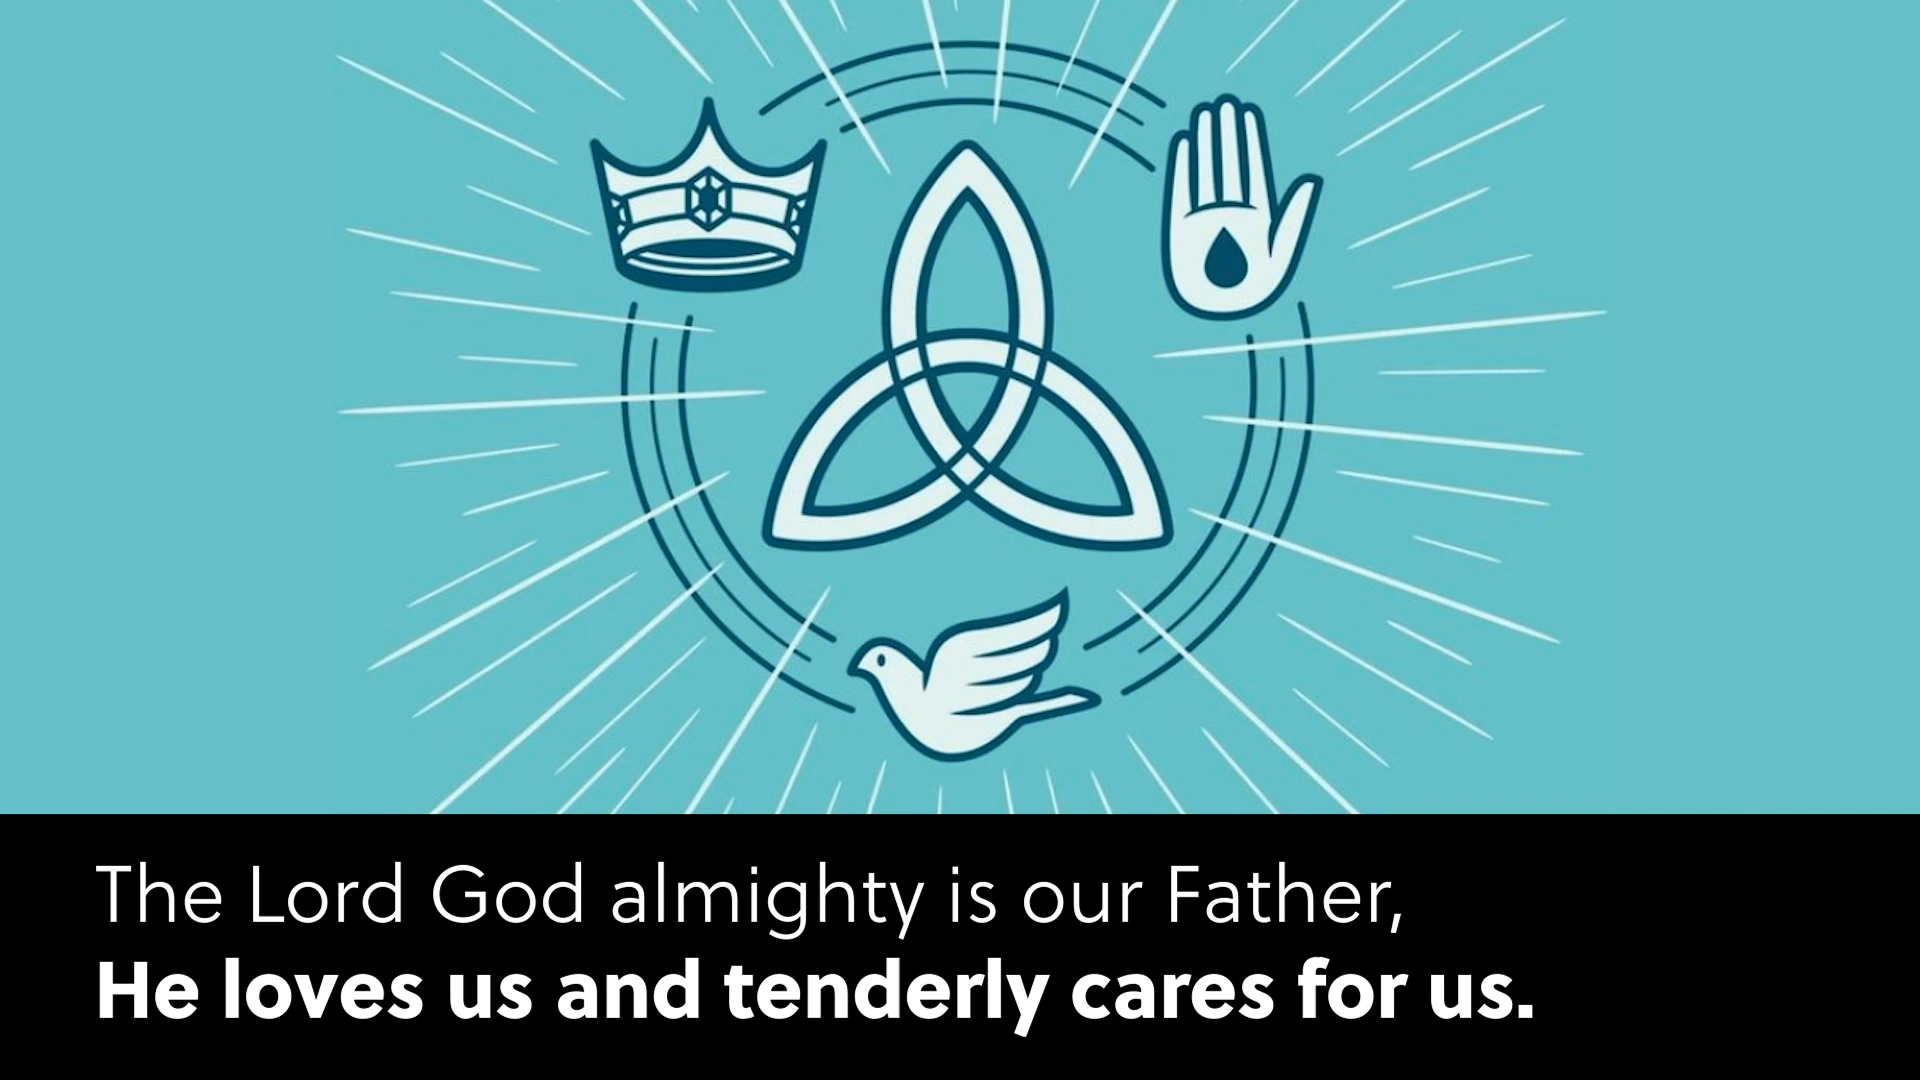 The Lord God almighty is our Father,
He loves us and tenderly cares for us.